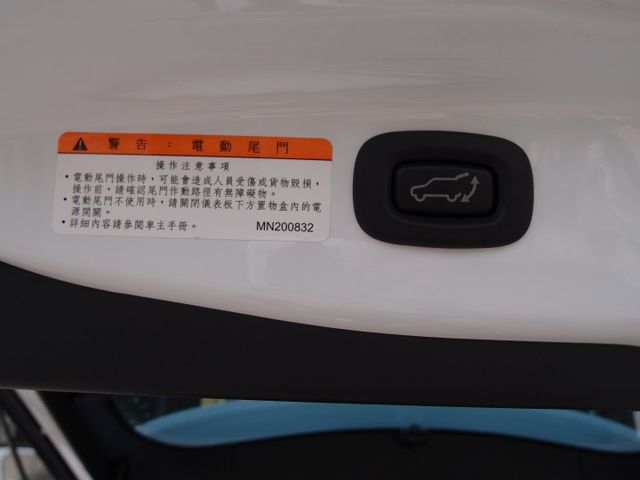 警告：電動尾門
操作注意事項
•電動尾門操作時，可能會造成人員受傷或貨物毀損，
操作前，請確認尾門作動路徑有無障礙物。
•電動尾門不使用時，請關閉儀表板下方置物盒內的電
源開關。
•詳細內容請參閱車主手冊。 MN200832